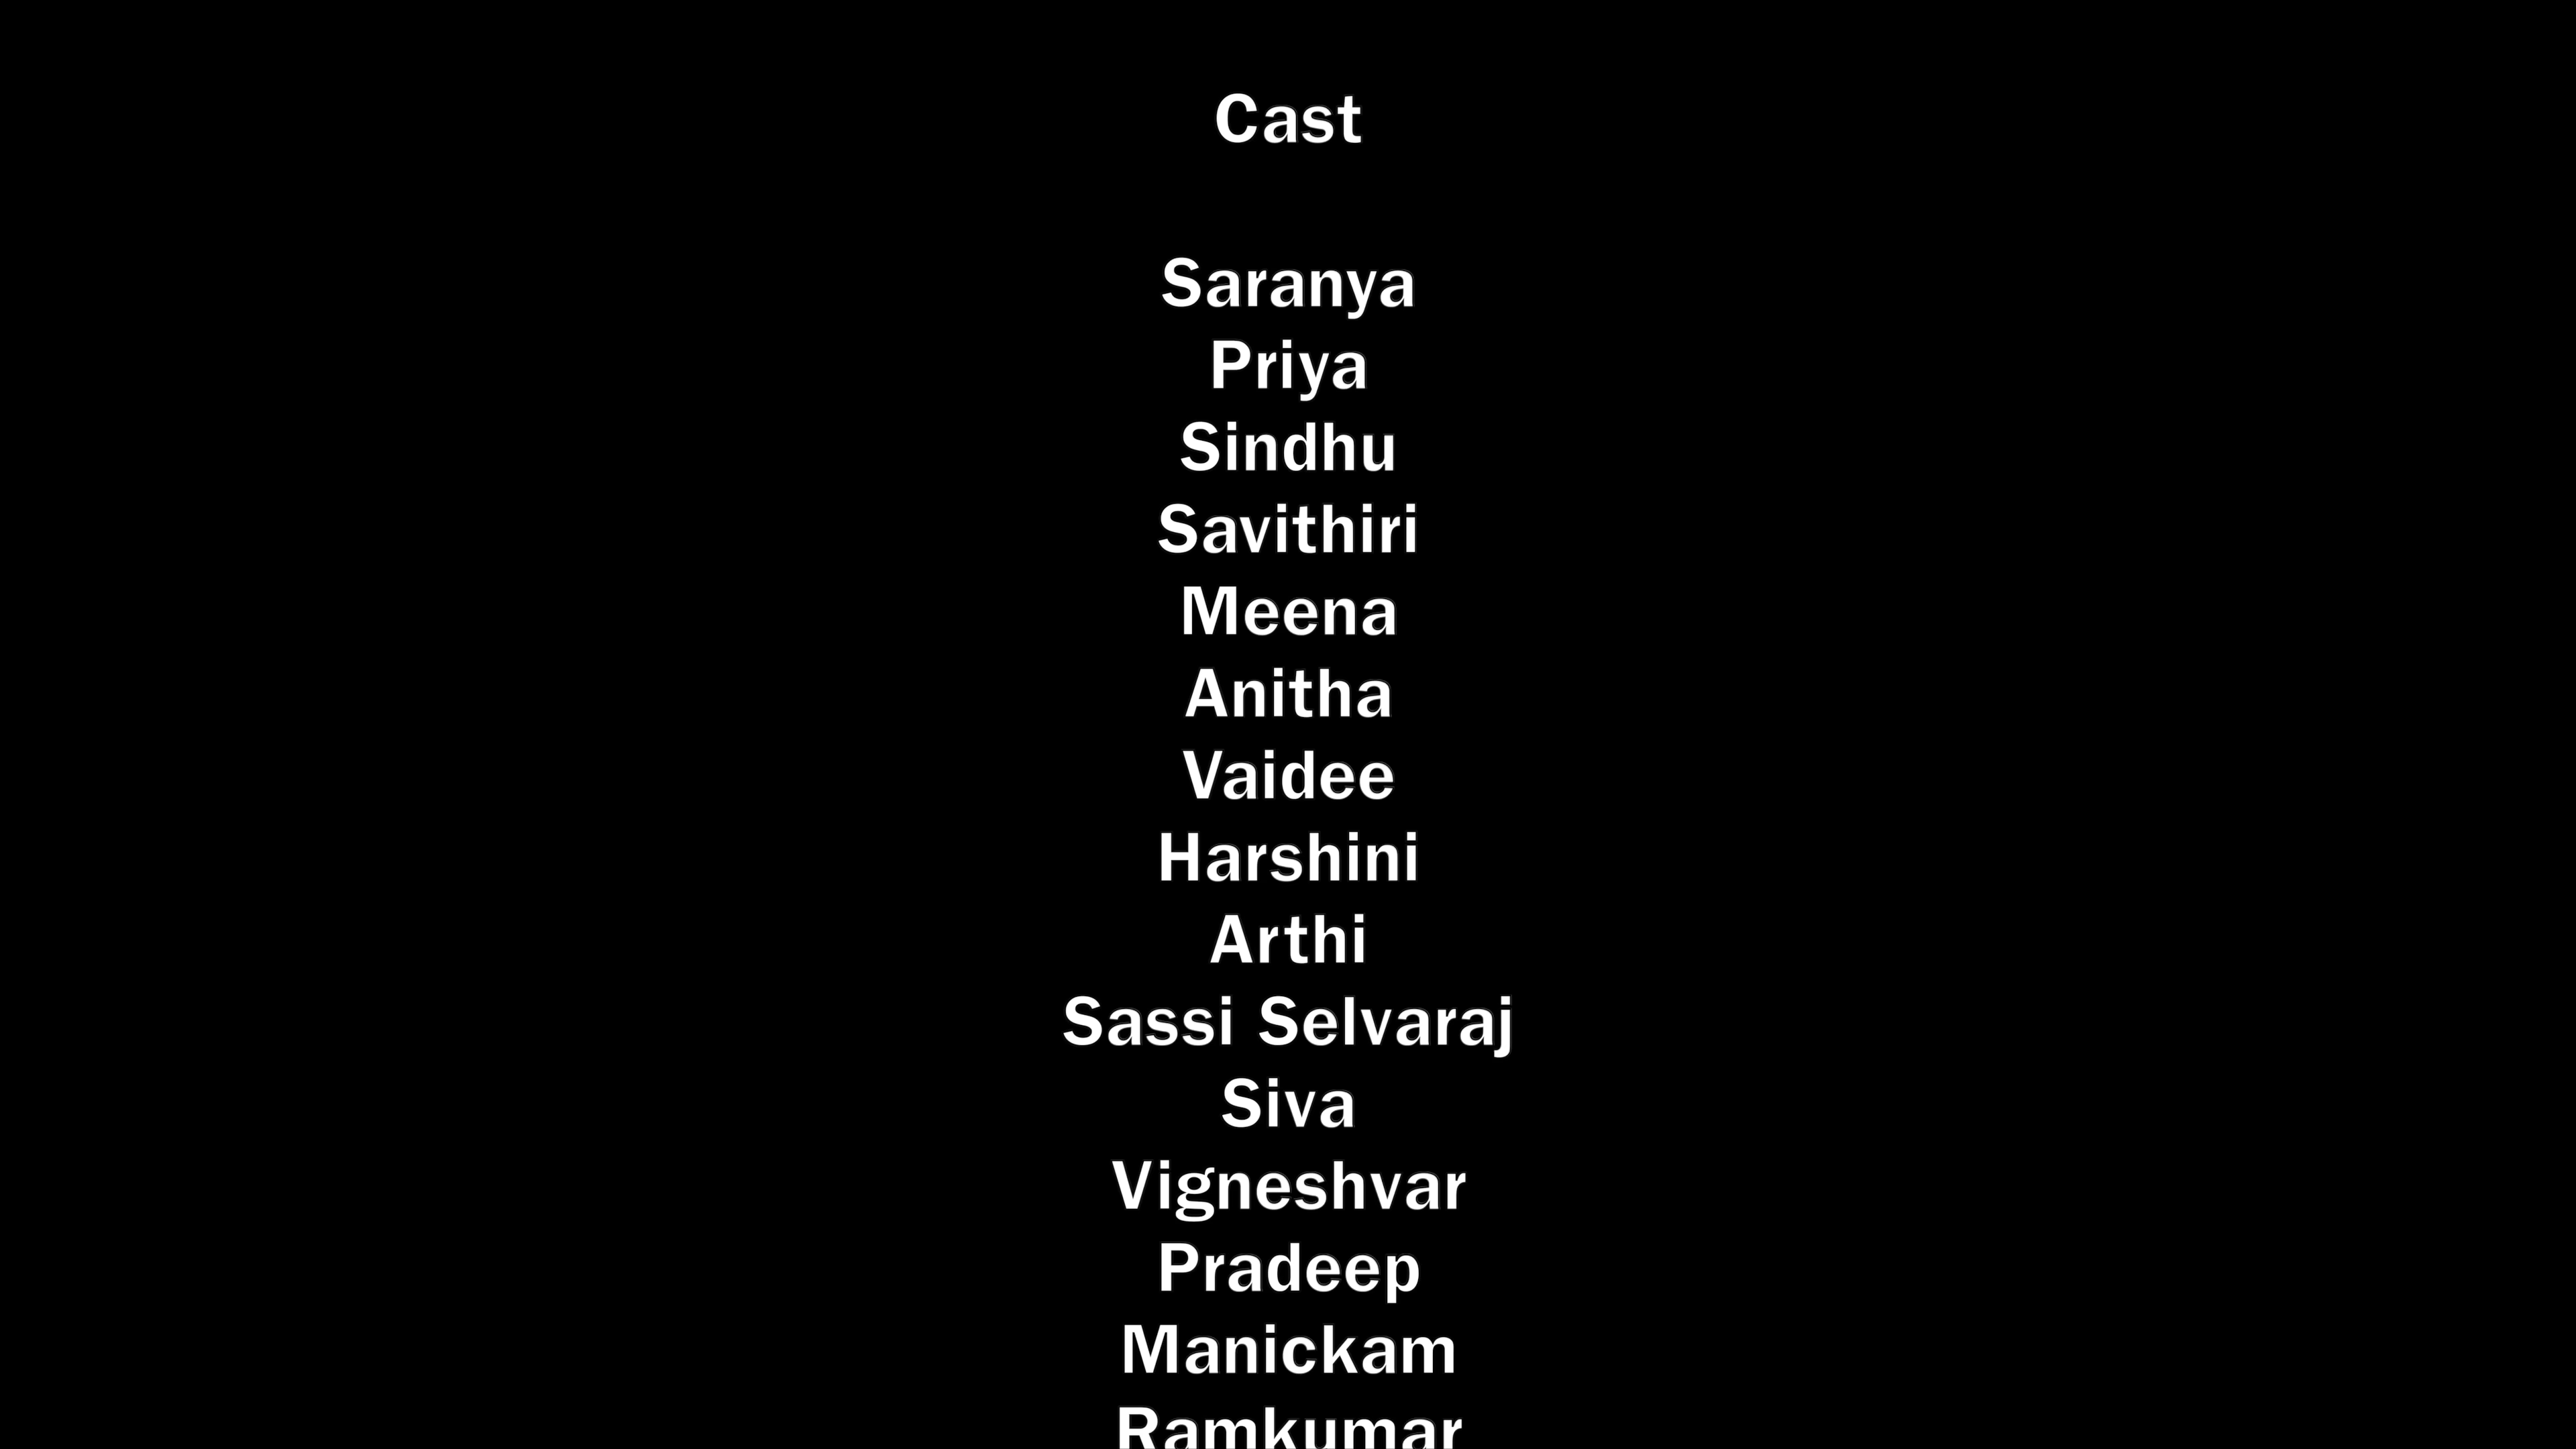 Cast
Saranya
Priya
Sindhu
Savithiri
Meena
Anitha
Vaidee
Harshini
Arthi
Sassi Selvaraj
Siva
Vigneshvar
Pradeep
Manickam
Ramkumar